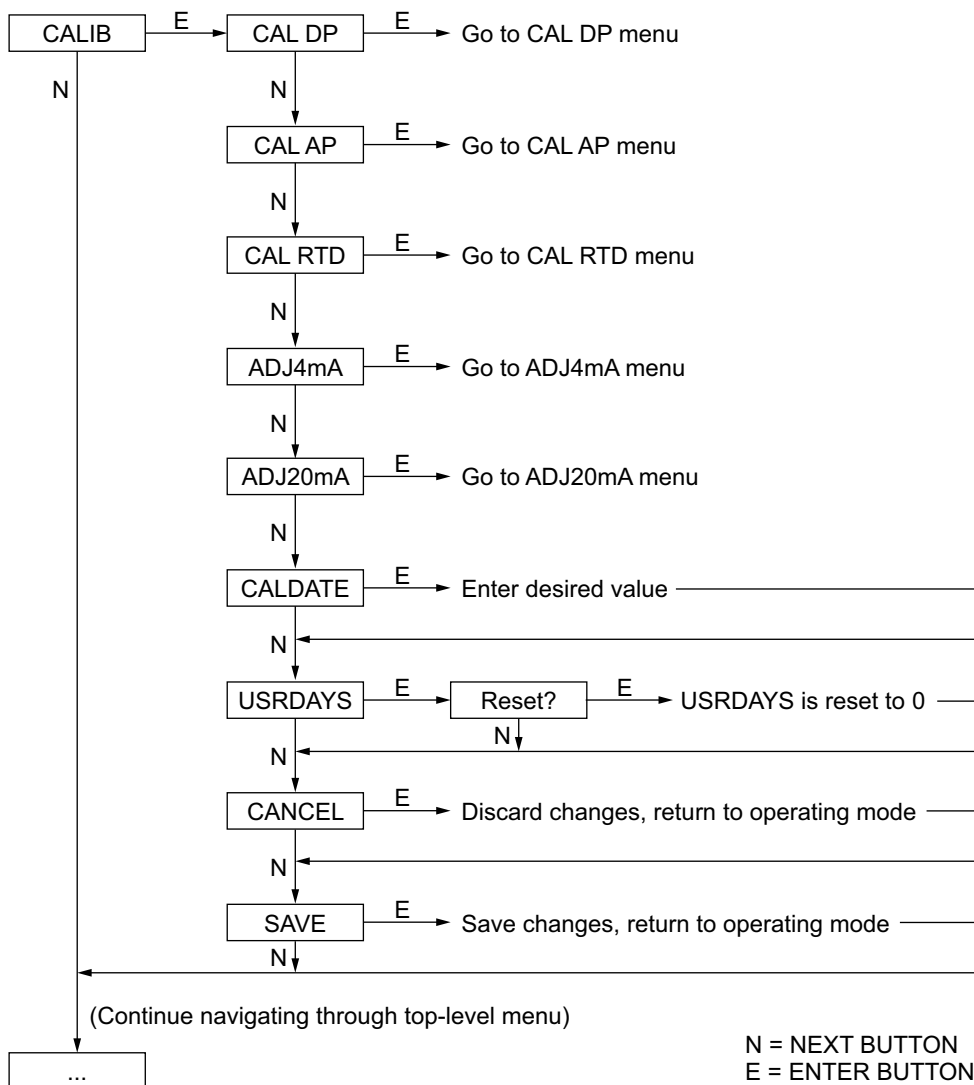 CALIB E CAL DP E Go to CAL DP menu
N N
CAL AP E Go to CAL AP menu
N
CAL RTD E Go to CAL RTD menu
N
ADJ4mA E Go to ADJ4mA menu
N
ADJ20mA E Go to ADJ20mA menu
N
CALDATE E Enter desired value
N
USRDAYS E Reset? E USRDAYS is reset to 0
N N
CANCEL E Discard changes, return to operating mode
N
SAVE E Save changes, return to operating mode
N
(Continue navigating through top-level menu)
...
N = NEXT BUTTON
E = ENTER BUTTON